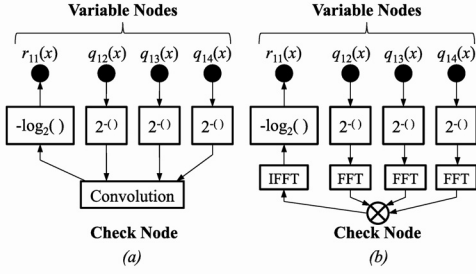 Variable Nodes
r₁₁(x) q₁₂(x) q₁₃(x) q₁₄(x)
-log₂( ) 2⁻⁽⁾ 2⁻⁽⁾ 2⁻⁽⁾
Convolution
Check Node
(a)
Variable Nodes
r₁₁(x) q₁₂(x) q₁₃(x) q₁₄(x)
-log₂( ) 2⁻⁽⁾ 2⁻⁽⁾ 2⁻⁽⁾
IFFT FFT FFT FFT
Check Node
(b)